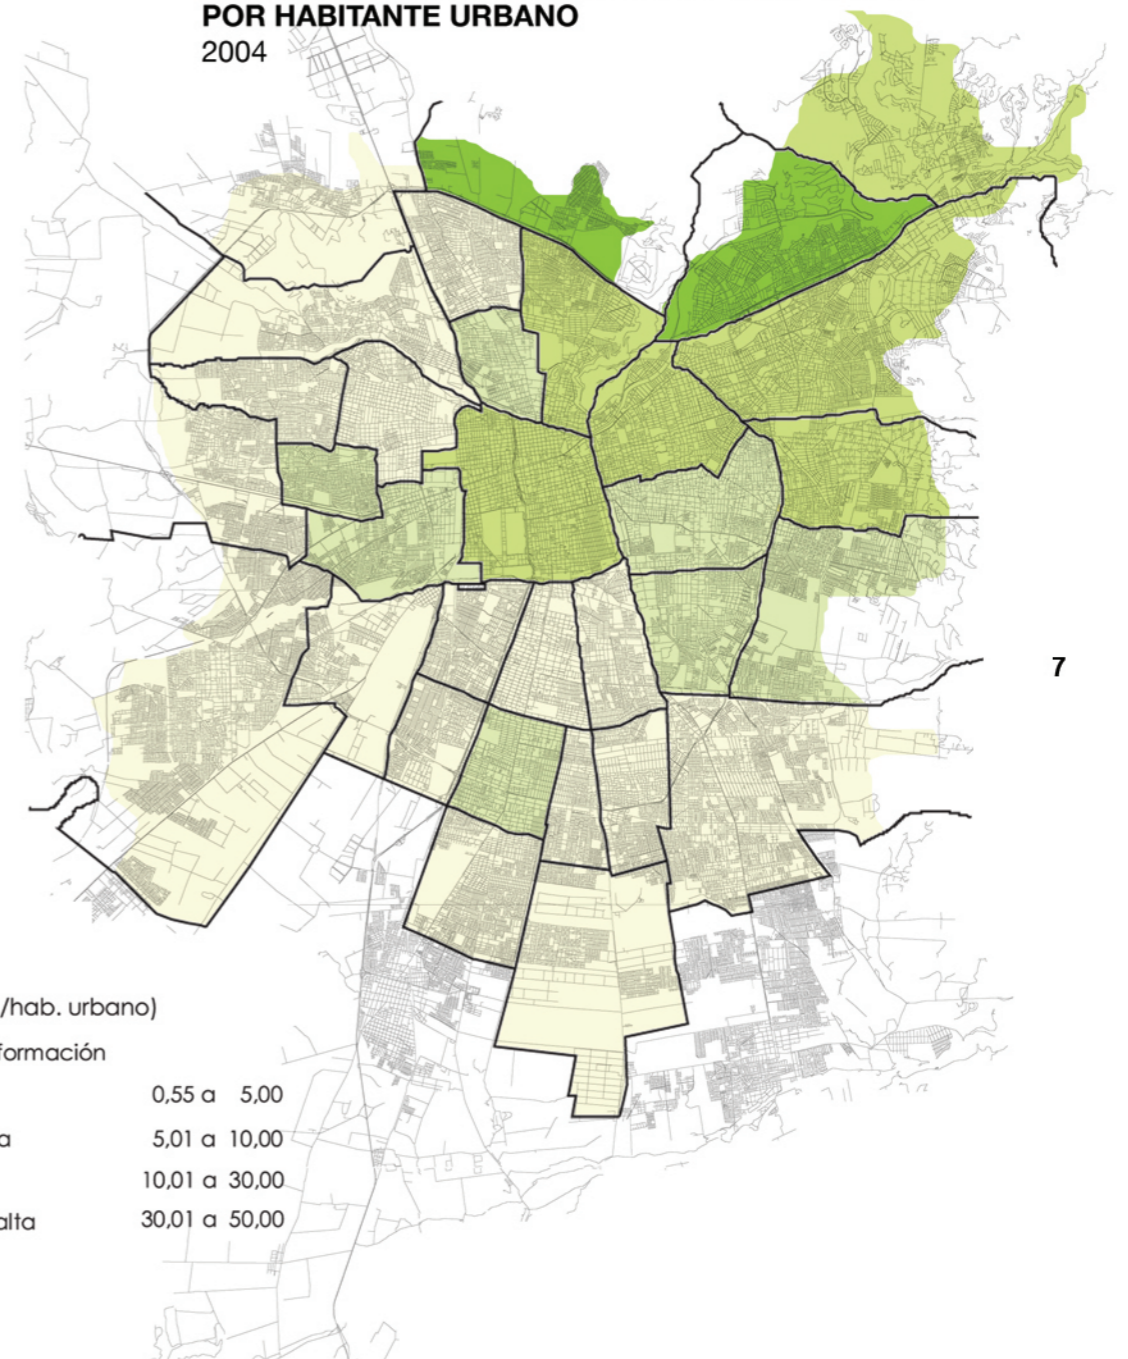 POR HABITANTE URBANO
2004
7
/hab. urbano)
formación
0,55 a 5,00
a 5,01 a 10,00
10,01 a 30,00
alta 30,01 a 50,00